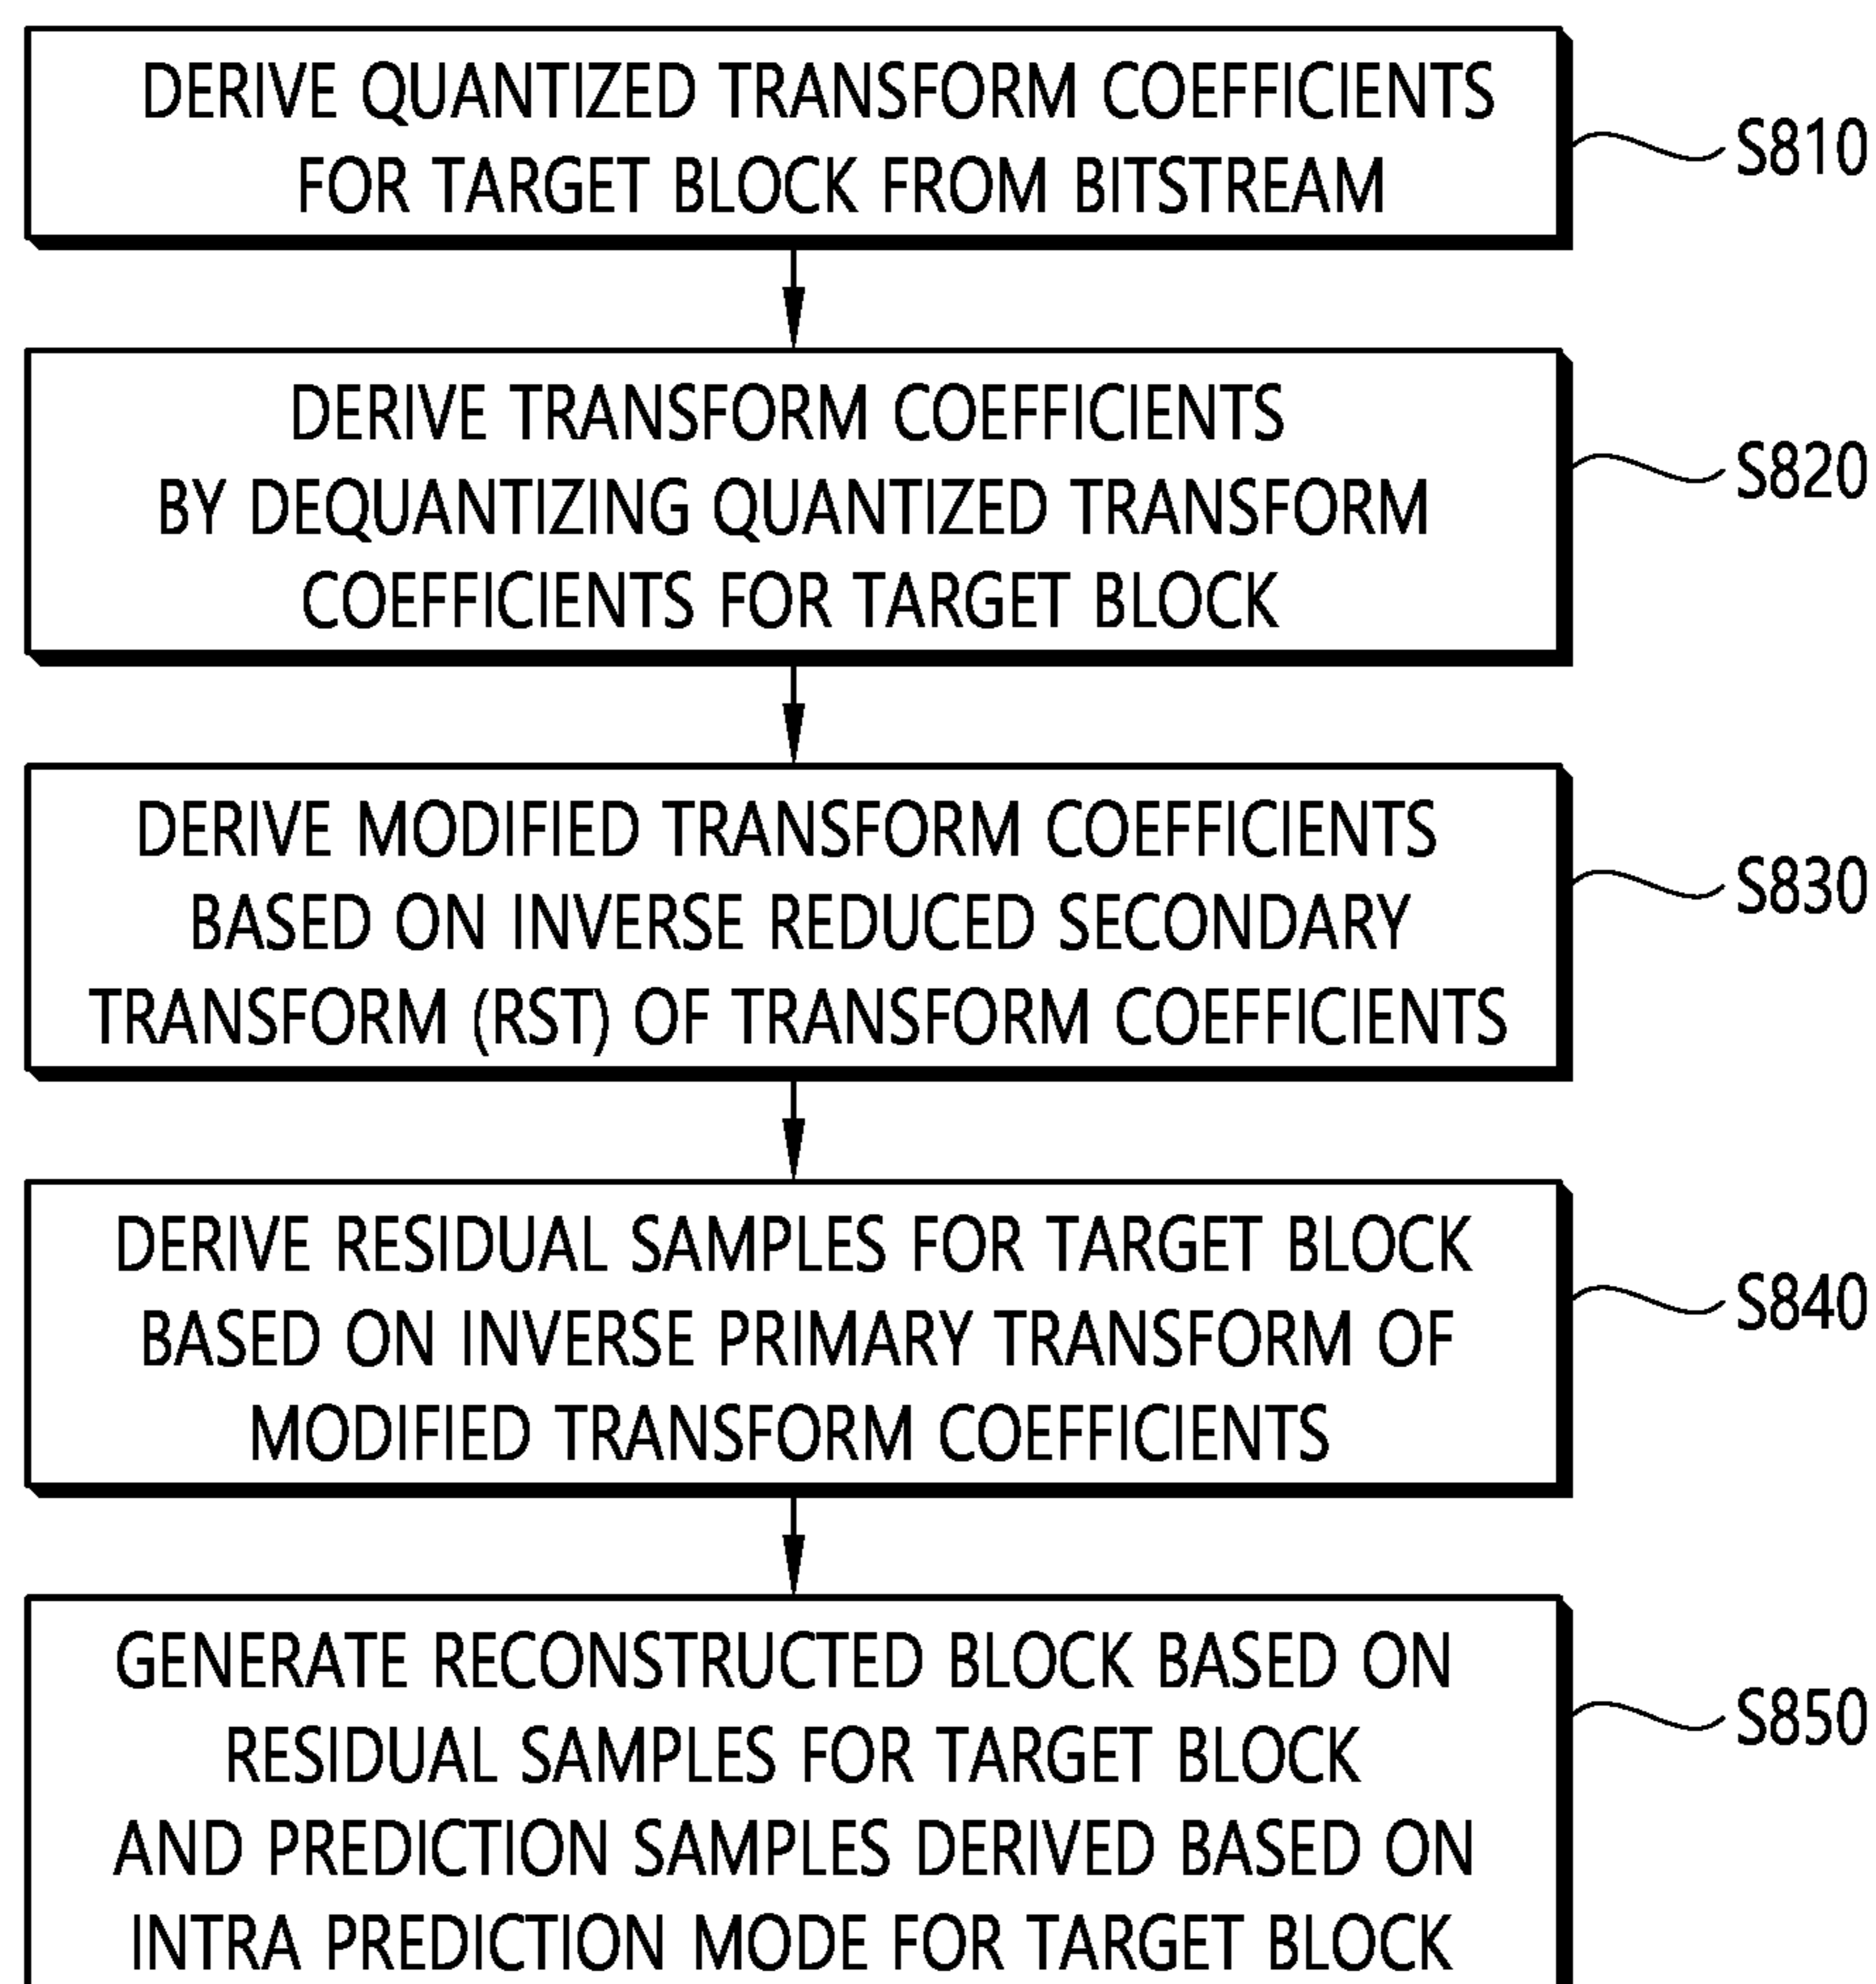 DERIVE QUANTIZED TRANSFORM COEFFICIENTS
FOR TARGET BLOCK FROM BITSTREAM
S810
DERIVE TRANSFORM COEFFICIENTS
BY DEQUANTIZING QUANTIZED TRANSFORM
COEFFICIENTS FOR TARGET BLOCK
S820
DERIVE MODIFIED TRANSFORM COEFFICIENTS
BASED ON INVERSE REDUCED SECONDARY
TRANSFORM (RST) OF TRANSFORM COEFFICIENTS
S830
DERIVE RESIDUAL SAMPLES FOR TARGET BLOCK
BASED ON INVERSE PRIMARY TRANSFORM OF
MODIFIED TRANSFORM COEFFICIENTS
S840
GENERATE RECONSTRUCTED BLOCK BASED ON
RESIDUAL SAMPLES FOR TARGET BLOCK
AND PREDICTION SAMPLES DERIVED BASED ON
INTRA PREDICTION MODE FOR TARGET BLOCK
S850